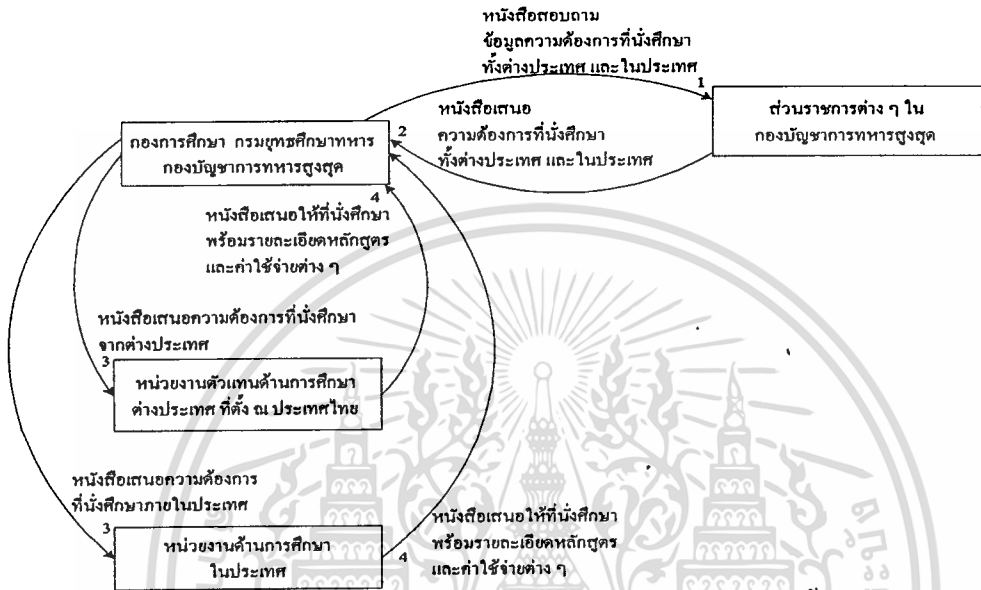 หนังสือสอบถาม
ข้อมูลความต้องการที่นั่งศึกษา
ทั้งต่างประเทศ และในประเทศ
1
ส่วนราชการต่าง ๆ ใน
กองบัญชาการทหารสูงสุด
หนังสือเสนอ
ความต้องการที่นั่งศึกษา
ทั้งต่างประเทศ และในประเทศ
2
กองการศึกษา กรมยุทธศึกษาทหาร
กองบัญชาการทหารสูงสุด
4
หนังสือเสนอให้ที่นั่งศึกษา
พร้อมรายละเอียดหลักสูตร
และค่าใช้จ่ายต่าง ๆ
หนังสือเสนอความต้องการที่นั่งศึกษา
จากต่างประเทศ
3
หน่วยงานตัวแทนด้านการศึกษา
ต่างประเทศ ที่ตั้ง ณ ประเทศไทย
หนังสือเสนอความต้องการ
ที่นั่งศึกษาภายในประเทศ
3
หน่วยงานด้านการศึกษา
ในประเทศ
4
หนังสือเสนอให้ที่นั่งศึกษา
พร้อมรายละเอียดหลักสูตร
และค่าใช้จ่ายต่าง ๆ